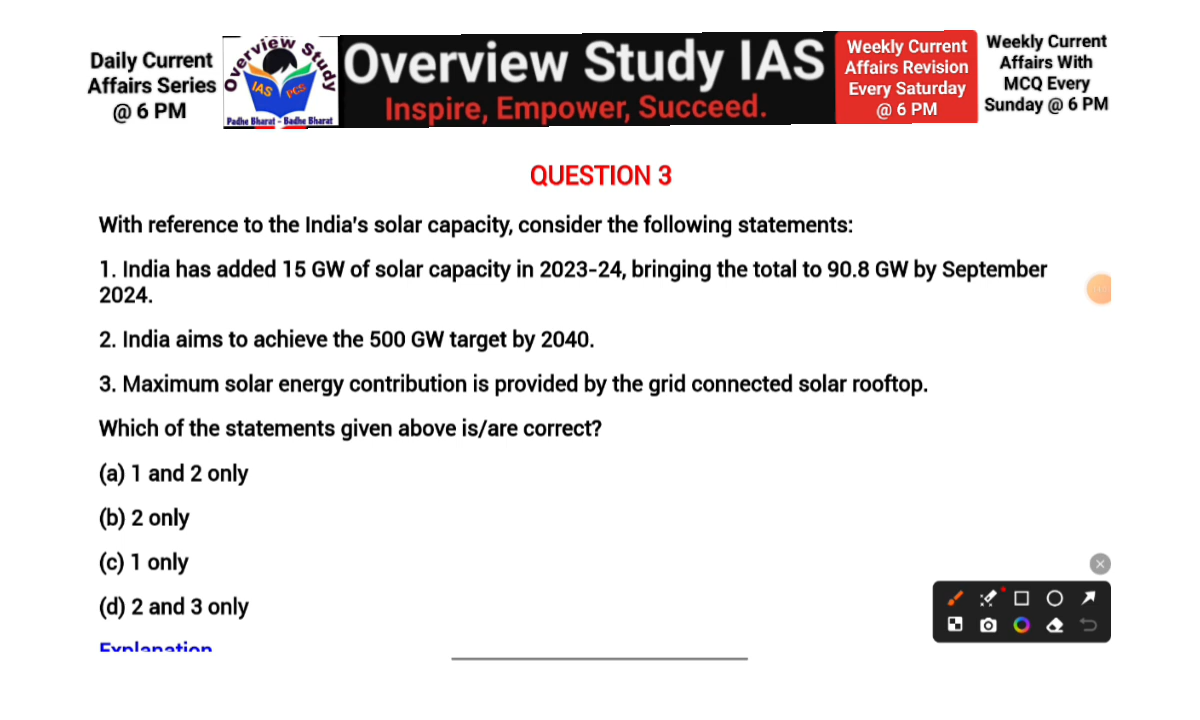 Daily Current
Affairs Series
@ 6 PM
Overview Study
IAS PCS
Padhe Bharat - Badhe Bharat
Overview Study IAS
Inspire, Empower, Succeed.
Weekly Current
Affairs Revision
Every Saturday
@ 6 PM
Weekly Current
Affairs With
MCQ Every
Sunday @ 6 PM
QUESTION 3
With reference to the India's solar capacity, consider the following statements:
1. India has added 15 GW of solar capacity in 2023-24, bringing the total to 90.8 GW by September
2024.
2. India aims to achieve the 500 GW target by 2040.
3. Maximum solar energy contribution is provided by the grid connected solar rooftop.
Which of the statements given above is/are correct?
(a) 1 and 2 only
(b) 2 only
(c) 1 only
(d) 2 and 3 only
Explanation